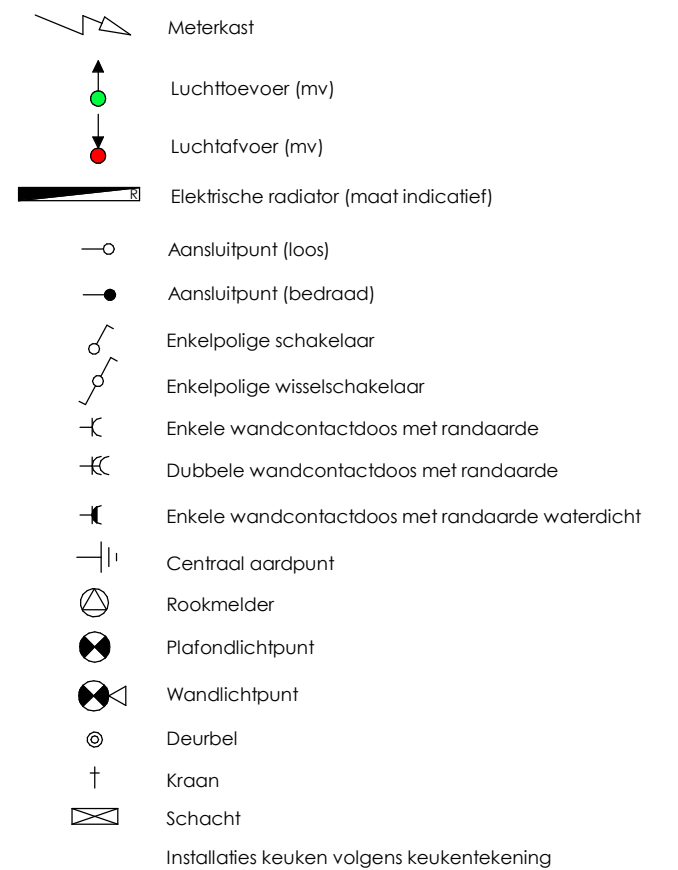 Meterkast
Luchttoevoer (mv)
Luchtafvoer (mv)
R Elektrische radiator (maat indicatief)
Aansluitpunt (loos)
Aansluitpunt (bedraad)
Enkelpolige schakelaar
Enkelpolige wisselschakelaar
Enkele wandcontactdoos met randaarde
Dubbele wandcontactdoos met randaarde
Enkele wandcontactdoos met randaarde waterdicht
Centraal aardpunt
Rookmelder
Plafondlichtpunt
Wandlichtpunt
Deurbel
Kraan
Schacht
Installaties keuken volgens keukentekening